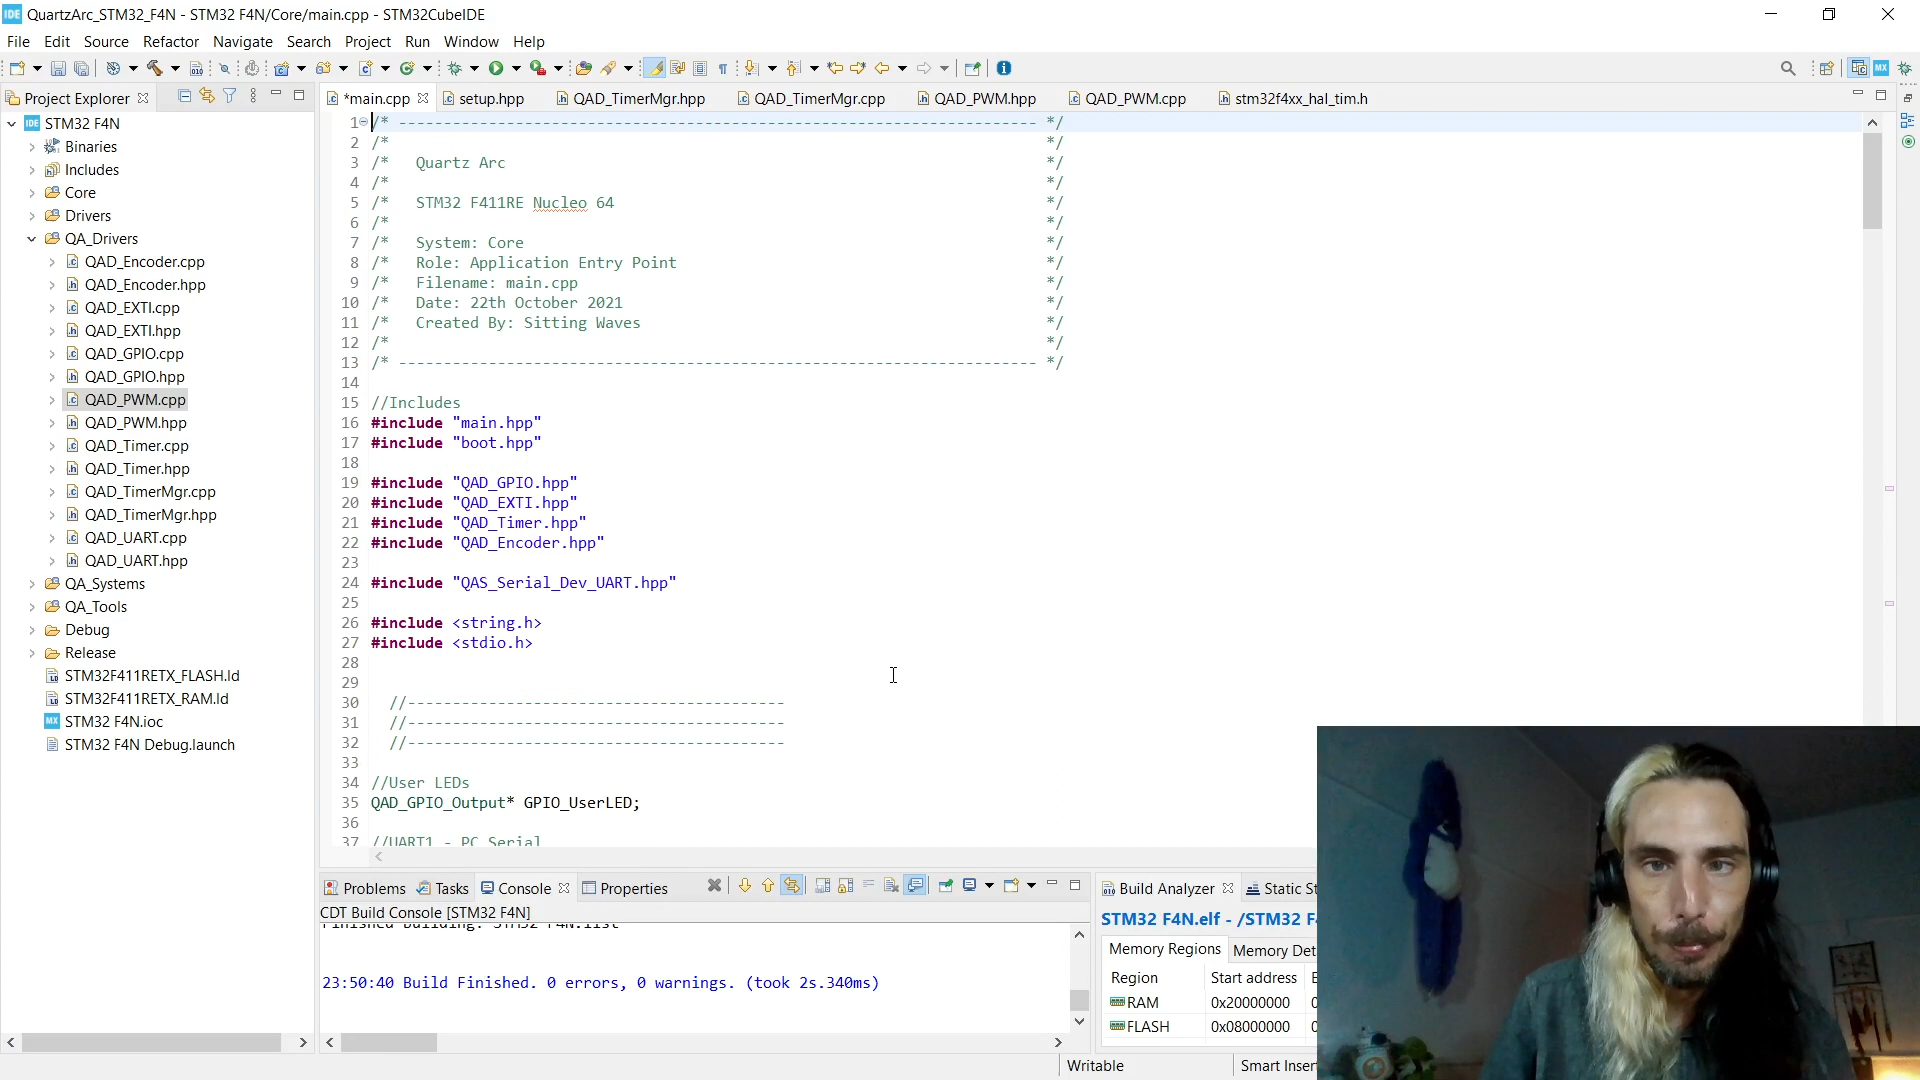 QuartzArc_STM32_F4N - STM32 F4N/Core/main.cpp - STM32CubeIDE
File Edit Source Refactor Navigate Search Project Run Window Help
Project Explorer
*main.cpp setup.hpp QAD_TimerMgr.hpp QAD_TimerMgr.cpp QAD_PWM.hpp QAD_PWM.cpp stm32f4xx_hal_tim.h
STM32 F4N
Binaries
Includes
Core
Drivers
QA_Drivers
QAD_Encoder.cpp
QAD_Encoder.hpp
QAD_EXTI.cpp
QAD_EXTI.hpp
QAD_GPIO.cpp
QAD_GPIO.hpp
QAD_PWM.cpp
QAD_PWM.hpp
QAD_Timer.cpp
QAD_Timer.hpp
QAD_TimerMgr.cpp
QAD_TimerMgr.hpp
QAD_UART.cpp
QAD_UART.hpp
QA_Systems
QA_Tools
Debug
Release
STM32F411RETX_FLASH.ld
STM32F411RETX_RAM.ld
STM32 F4N.ioc
STM32 F4N Debug.launch
1 /* ----------------------------------------------------------------------- */
2 /* */
3 /* Quartz Arc */
4 /* */
5 /* STM32 F411RE Nucleo 64 */
6 /* */
7 /* System: Core */
8 /* Role: Application Entry Point */
9 /* Filename: main.cpp */
10 /* Date: 22th October 2021 */
11 /* Created By: Sitting Waves */
12 /* */
13 /* ----------------------------------------------------------------------- */
14
15 //Includes
16 #include "main.hpp"
17 #include "boot.hpp"
18
19 #include "QAD_GPIO.hpp"
20 #include "QAD_EXTI.hpp"
21 #include "QAD_Timer.hpp"
22 #include "QAD_Encoder.hpp"
23
24 #include "QAS_Serial_Dev_UART.hpp"
25
26 #include <string.h>
27 #include <stdio.h>
28
29
30 //------------------------------------------
31 //------------------------------------------
32 //------------------------------------------
33
34 //User LEDs
35 QAD_GPIO_Output* GPIO_UserLED;
36
37 //UART1 - PC Serial
Problems Tasks Console Properties
CDT Build Console [STM32 F4N]
Finished building: STM32 F4N.list
23:50:40 Build Finished. 0 errors, 0 warnings. (took 2s.340ms)
Build Analyzer Static St
STM32 F4N.elf - /STM32 F
Memory Regions Memory Det
Region Start address
RAM 0x20000000
FLASH 0x08000000
Writable Smart Inser